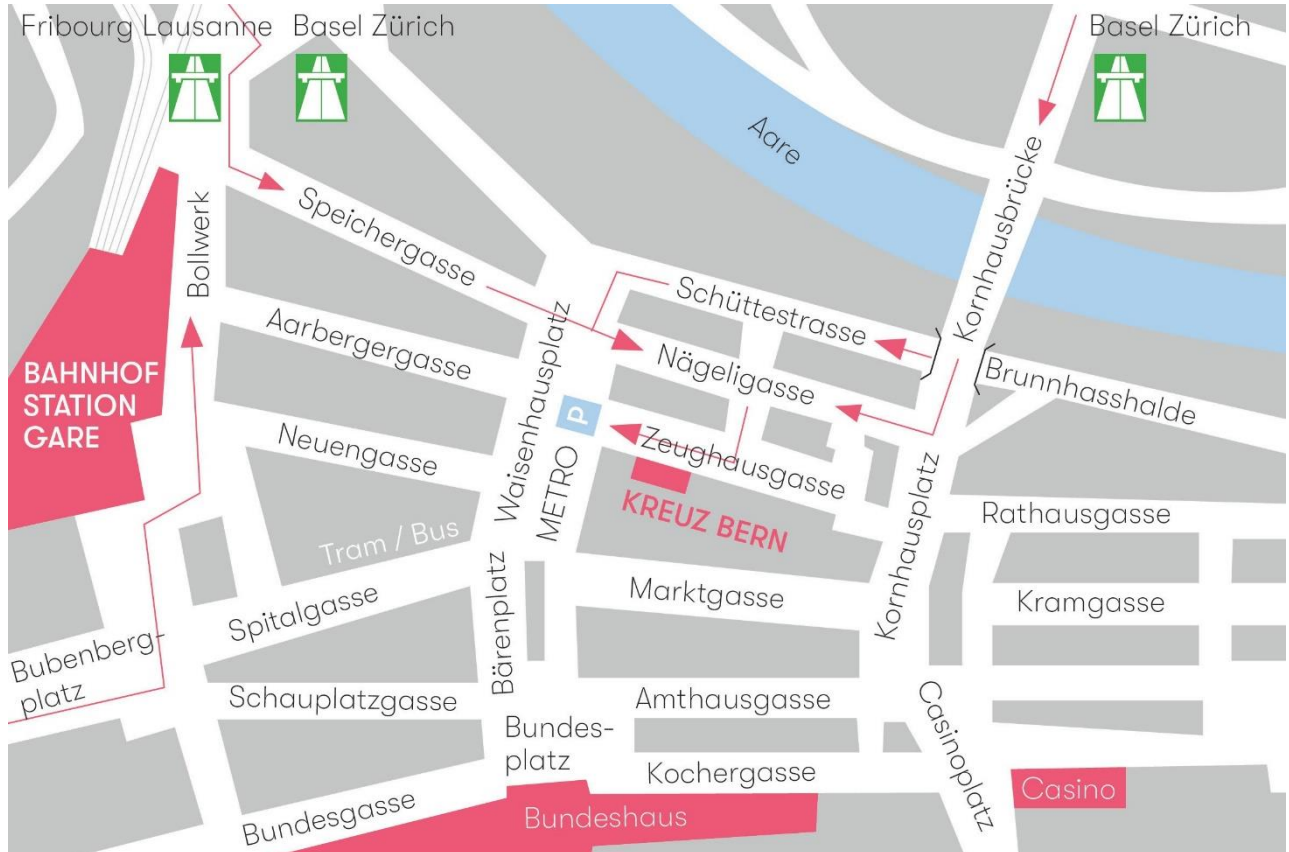 Fribourg Lausanne
Basel Zürich
Basel Zürich
Aare
Kornhausbrücke
Bollwerk
Speichergasse
Schüttestrasse
Aarbergergasse
Waisenhausplatz
Nägeligasse
Brunnhasshalde
BAHNHOF
STATION
GARE
P
METRO
Neuengasse
Zeughausgasse
KREUZ BERN
Kornhausplatz
Rathausgasse
Tram / Bus
Spitalgasse
Bärenplatz
Marktgasse
Kramgasse
Bubenberg-
platz
Schauplatzgasse
Amthausgasse
Casinoplatz
Bundes-
platz
Kochergasse
Casino
Bundesgasse
Bundeshaus